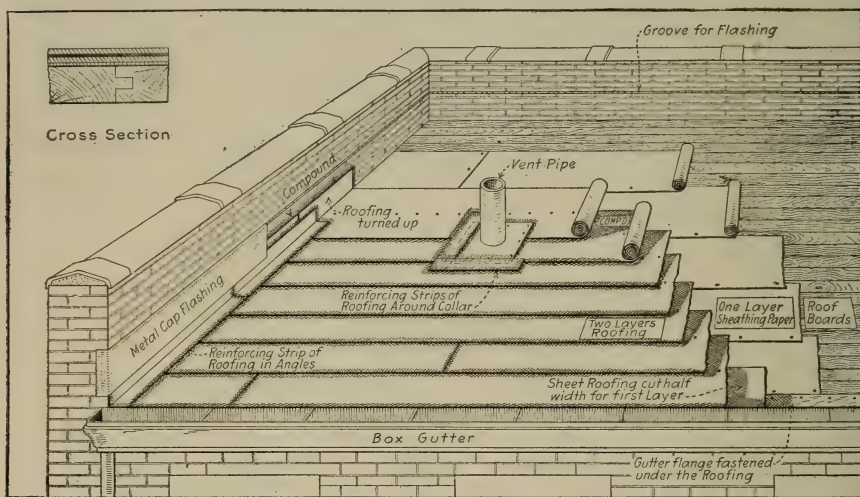 Groove for Flashing
Cross Section
Compound
Vent Pipe
Roofing
turned up
COMP'D
Metal Cap Flashing
Reinforcing Strips of
Roofing Around Collar
Two Layers
Roofing
One Layer
Sheathing Paper
Roof
Boards
Reinforcing Strip of
Roofing in Angles
Sheet Roofing cut half
width for first Layer
Box Gutter
Gutter flange fastened
under the Roofing